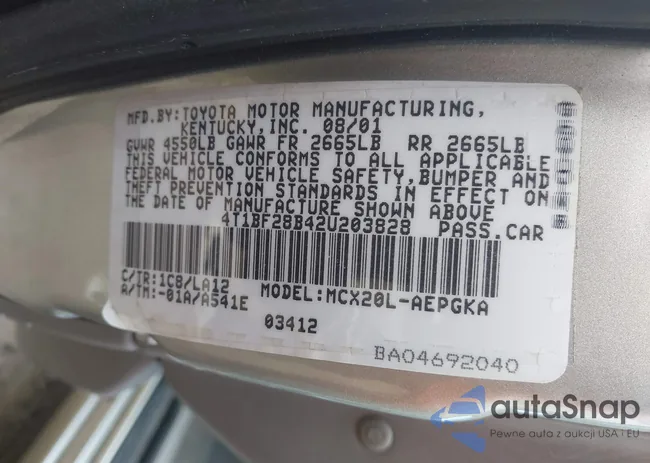 MFD.BY:TOYOTA MOTOR MANUFACTURING,
KENTUCKY,INC. 08/01
GVWR 4550LB GAWR FR 2665LB RR 2665LB
THIS VEHICLE CONFORMS TO ALL APPLICABLE
FEDERAL MOTOR VEHICLE SAFETY,BUMPER AND
THEFT PREVENTION STANDARDS IN EFFECT ON
THE DATE OF MANUFACTURE SHOWN ABOVE
4T1BF28B42U203828 PASS.CAR
C/TR:1C8/LA12
A/TM:-01A/A541E MODEL:MCX20L-AEPGKA
03412
BA04692040
autaSnap
Pewne auta z aukcji USA i EU